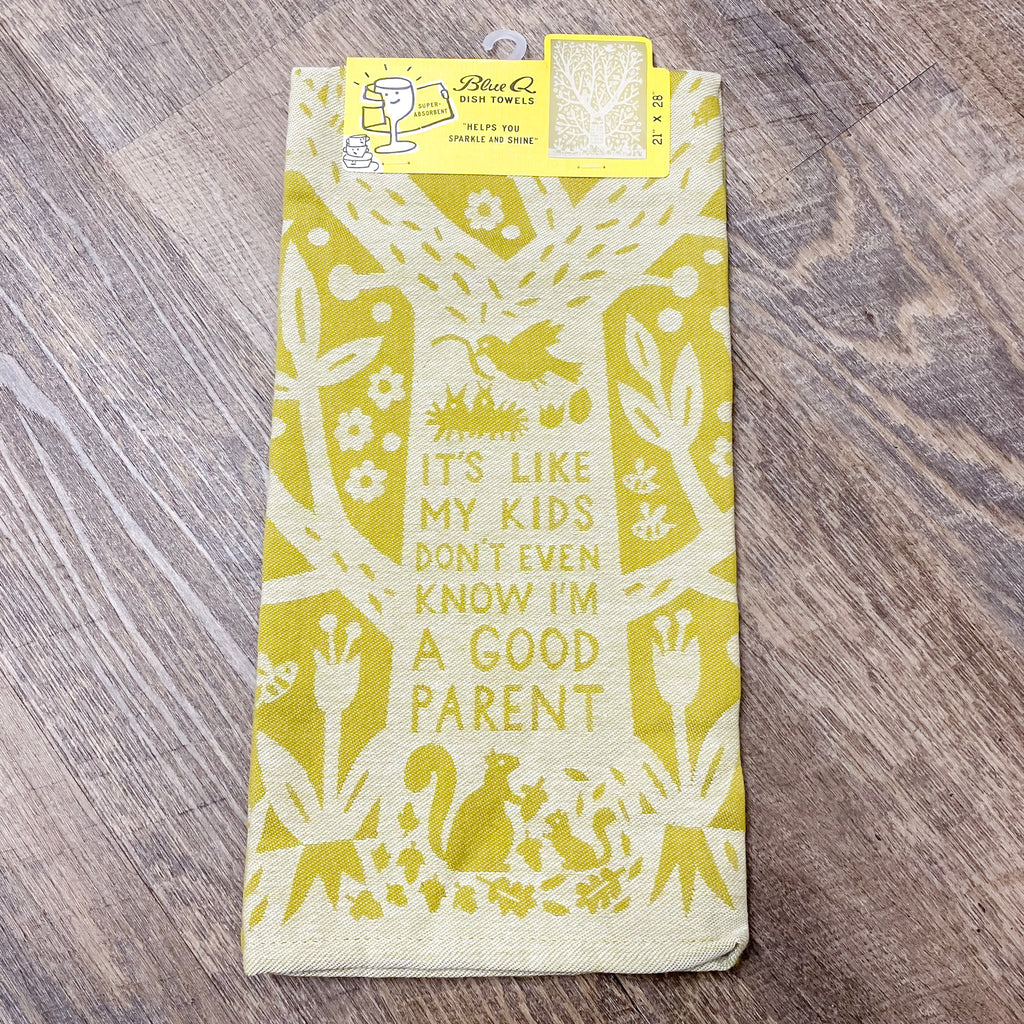 Blue Q
DISH TOWELS
SUPER-
ABSORBENT
"HELPS YOU
SPARKLE AND SHINE"
21" X 28"
IT'S LIKE
MY KIDS
DON'T EVEN
KNOW I'M
A GOOD
PARENT